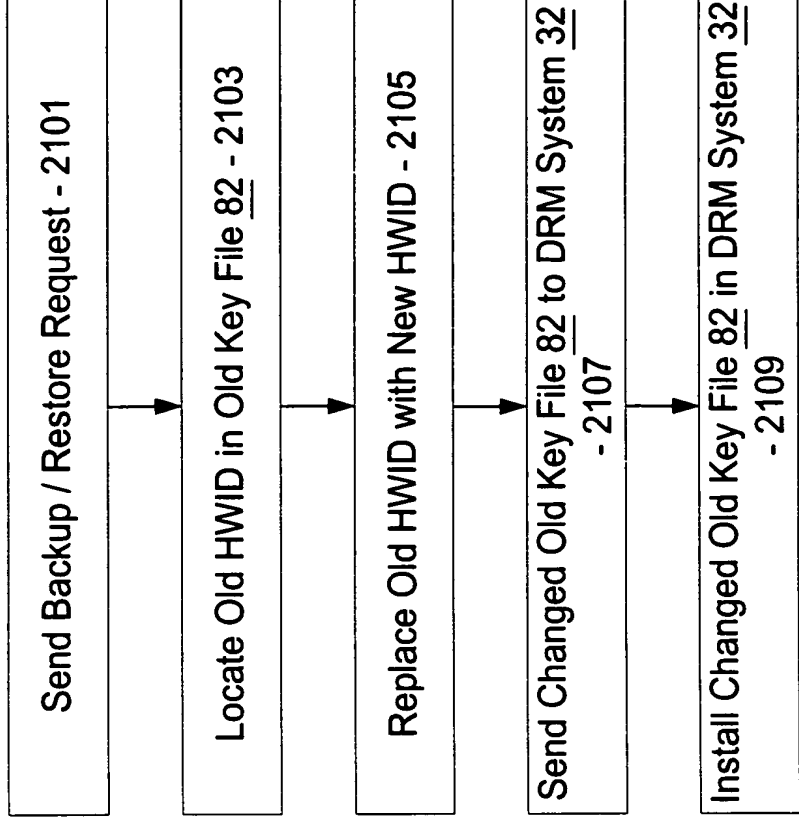 Send Backup / Restore Request - 2101
Locate Old HWID in Old Key File 82 - 2103
Replace Old HWID with New HWID - 2105
Send Changed Old Key File 82 to DRM System 32
- 2107
Install Changed Old Key File 82 in DRM System 32
- 2109